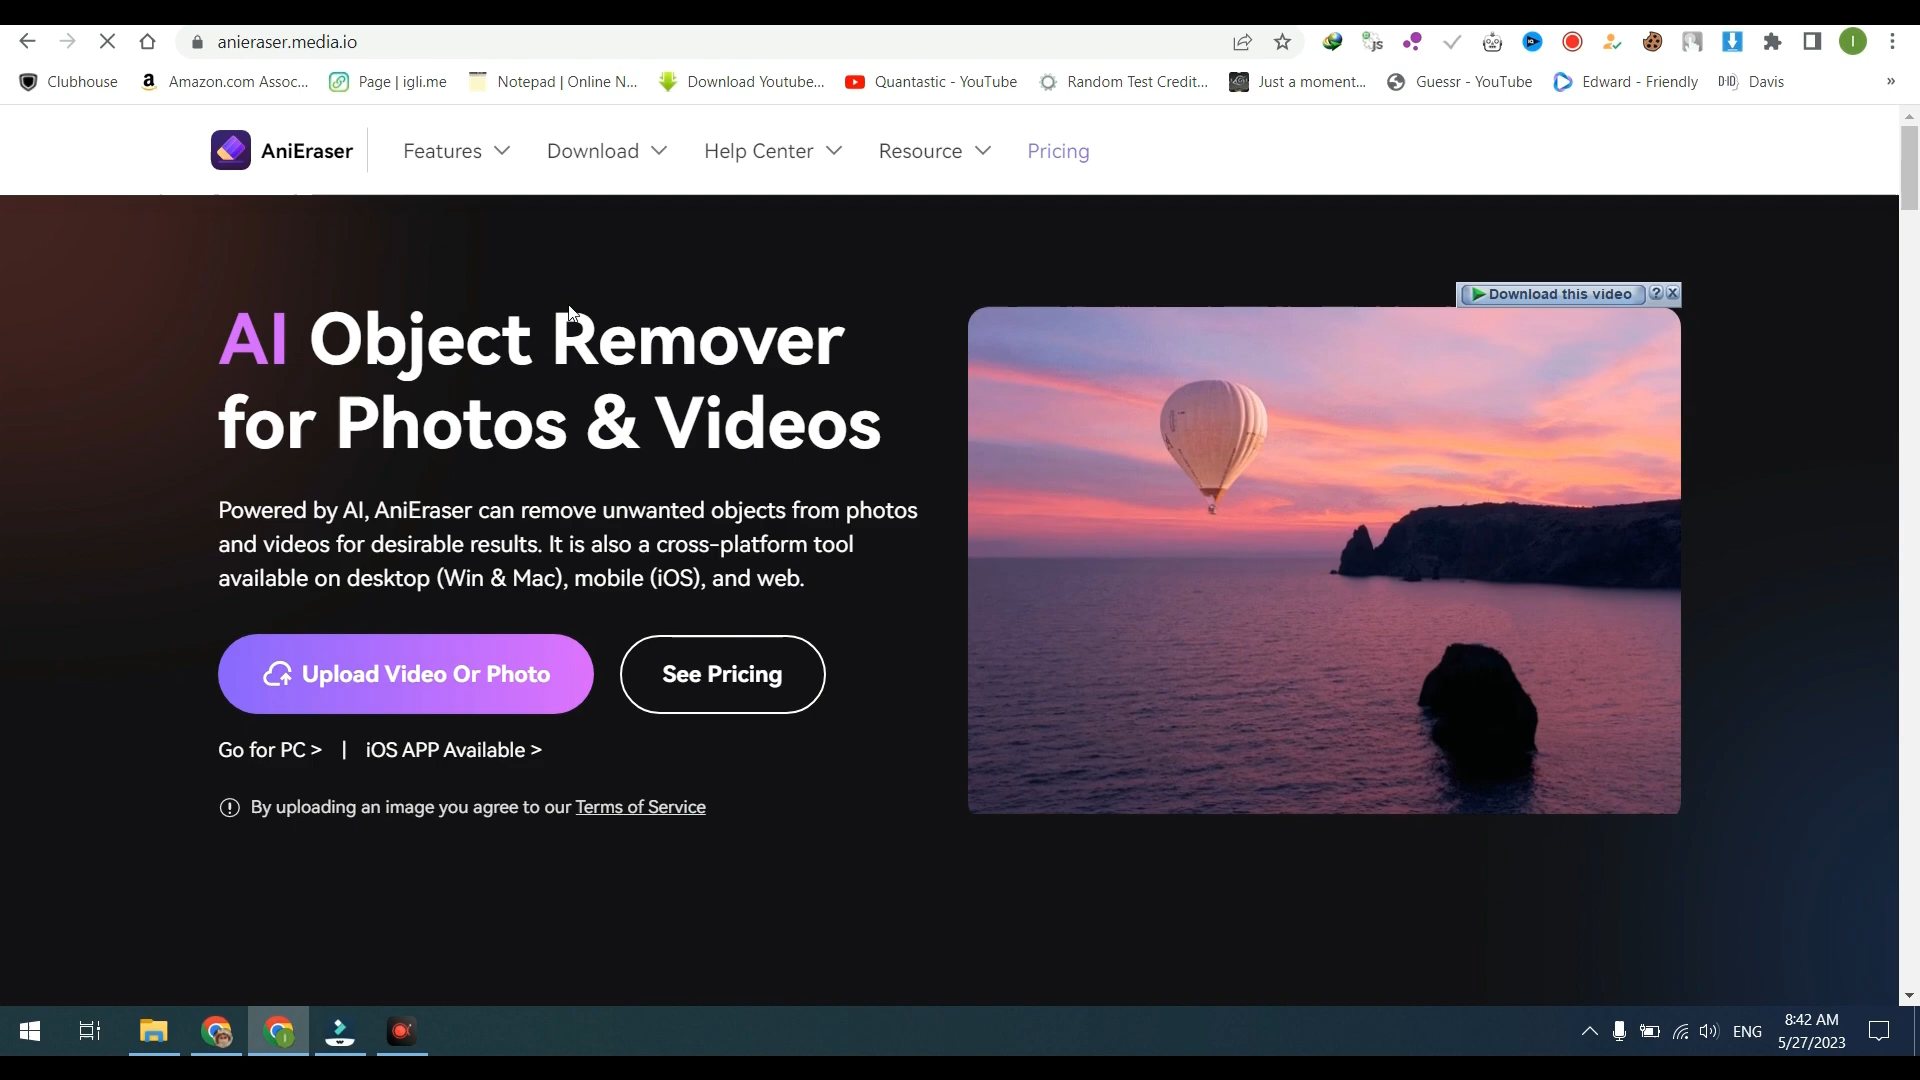 anieraser.media.io
Clubhouse
Amazon.com Assoc...
Page | igli.me
Notepad | Online N...
Download Youtube...
Quantastic - YouTube
Random Test Credit...
Just a moment...
Guessr - YouTube
Edward - Friendly
D-ID
Davis
»
AniEraser
Features
Download
Help Center
Resource
Pricing
Download this video
AI Object Remover
for Photos & Videos
Powered by AI, AniEraser can remove unwanted objects from photos
and videos for desirable results. It is also a cross-platform tool
available on desktop (Win & Mac), mobile (iOS), and web.
Upload Video Or Photo
See Pricing
Go for PC > | iOS APP Available >
By uploading an image you agree to our Terms of Service
ENG
8:42 AM
5/27/2023